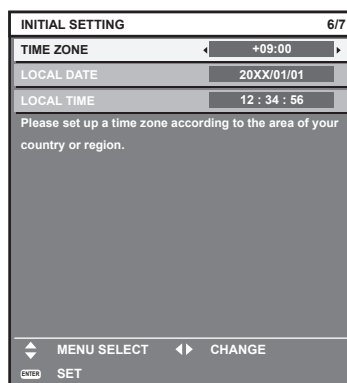 INITIAL SETTING 6/7
TIME ZONE +09:00
LOCAL DATE 20XX/01/01
LOCAL TIME 12 : 34 : 56
Please set up a time zone according to the area of your
country or region.
MENU SELECT CHANGE
ENTER SET